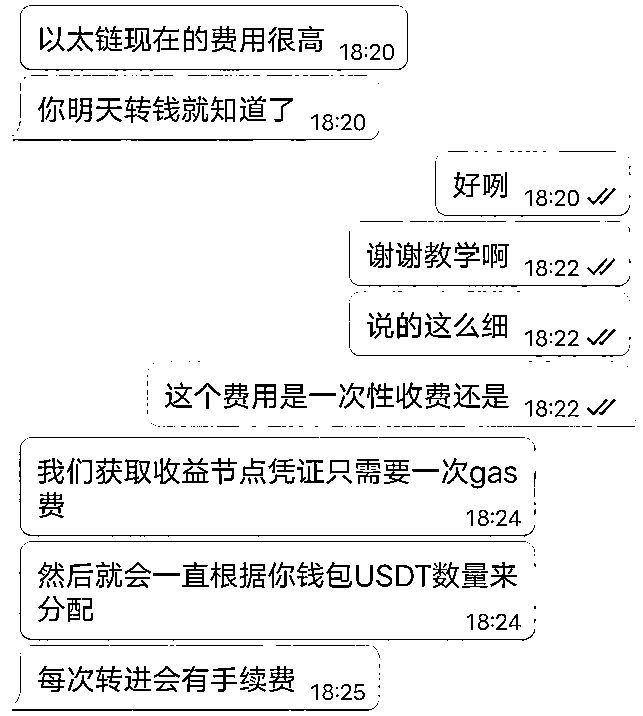 以太链现在的费用很高 18:20
你明天转钱就知道了 18:20
好咧 18:20
谢谢教学啊 18:22
说的这么细 18:22
这个费用是一次性收费还是 18:22
我们获取收益节点凭证只需要一次gas
费
18:24
然后就会一直根据你钱包USDT数量来
分配
18:24
每次转进会有手续费 18:25